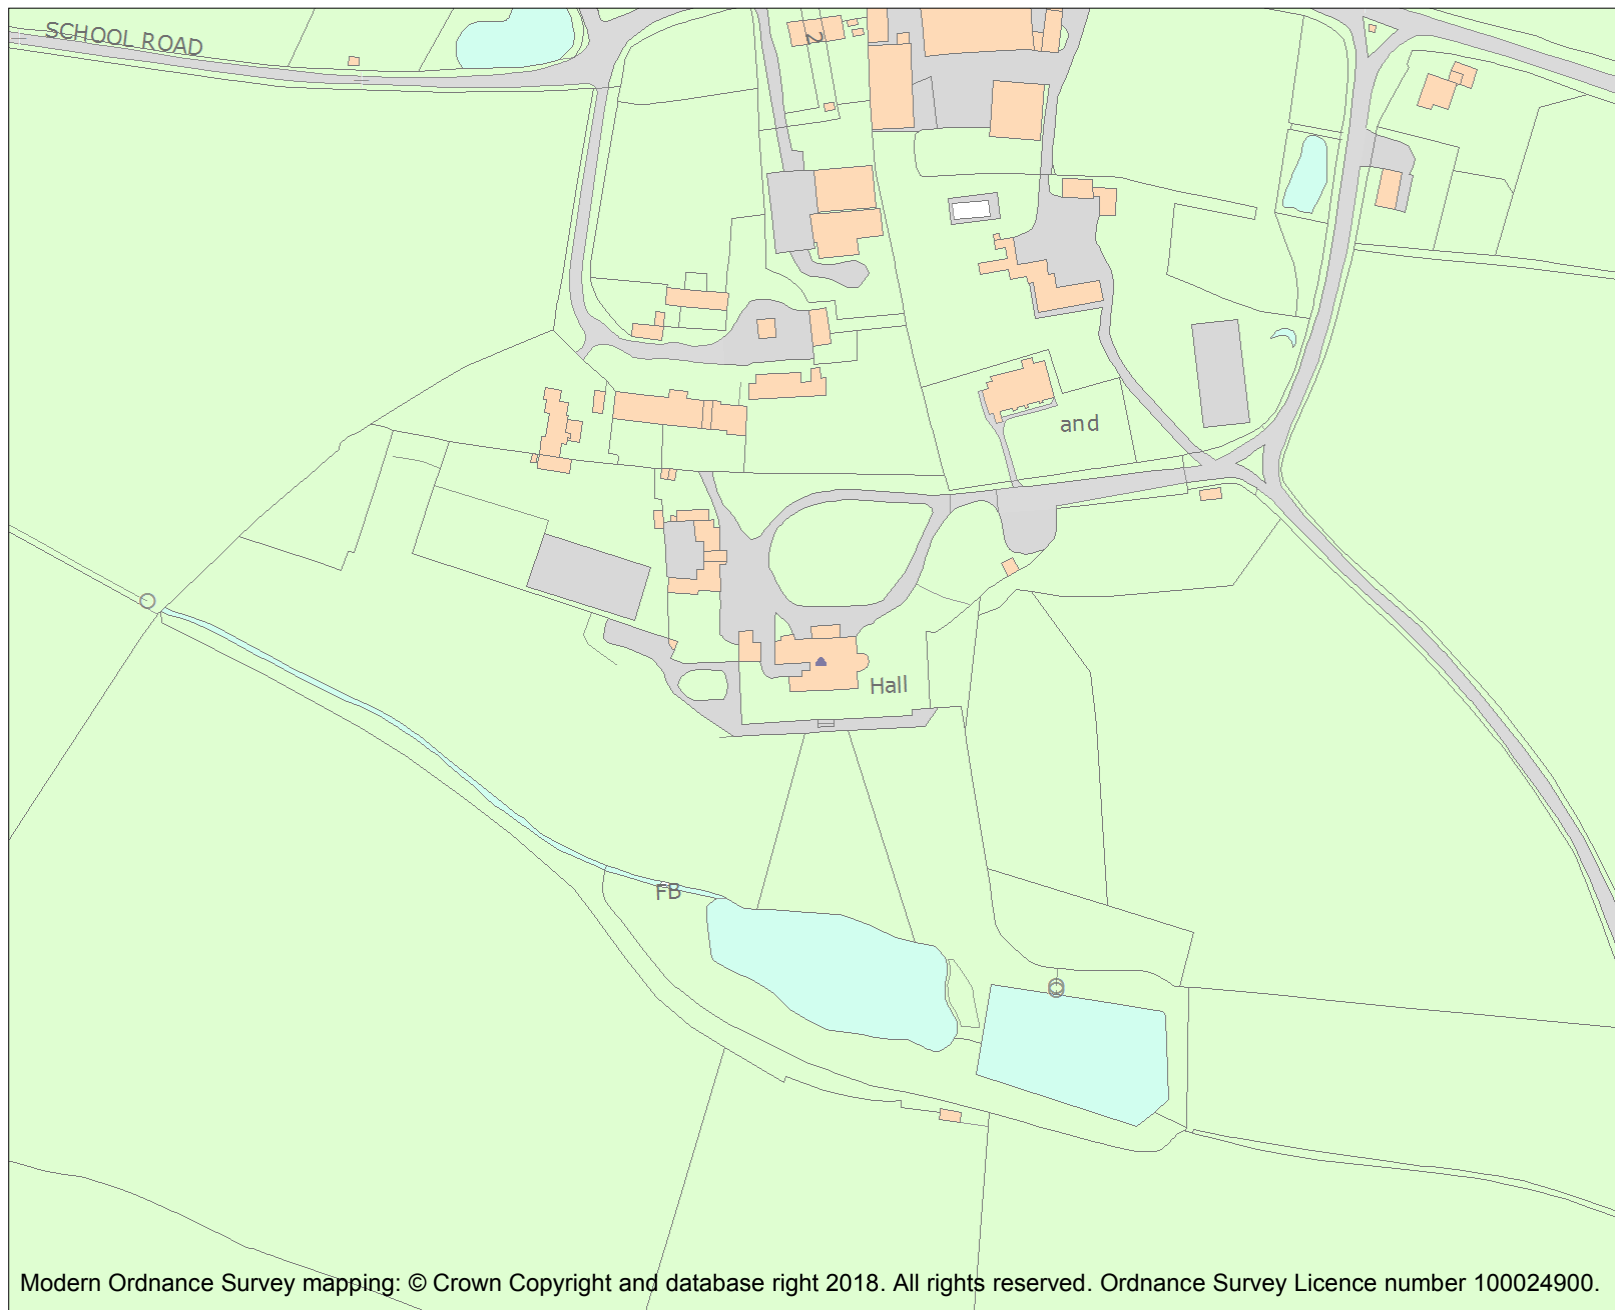 SCHOOL ROAD
2
and
Hall
FB
Modern Ordnance Survey mapping: © Crown Copyright and database right 2018. All rights reserved. Ordnance Survey Licence number 100024900.